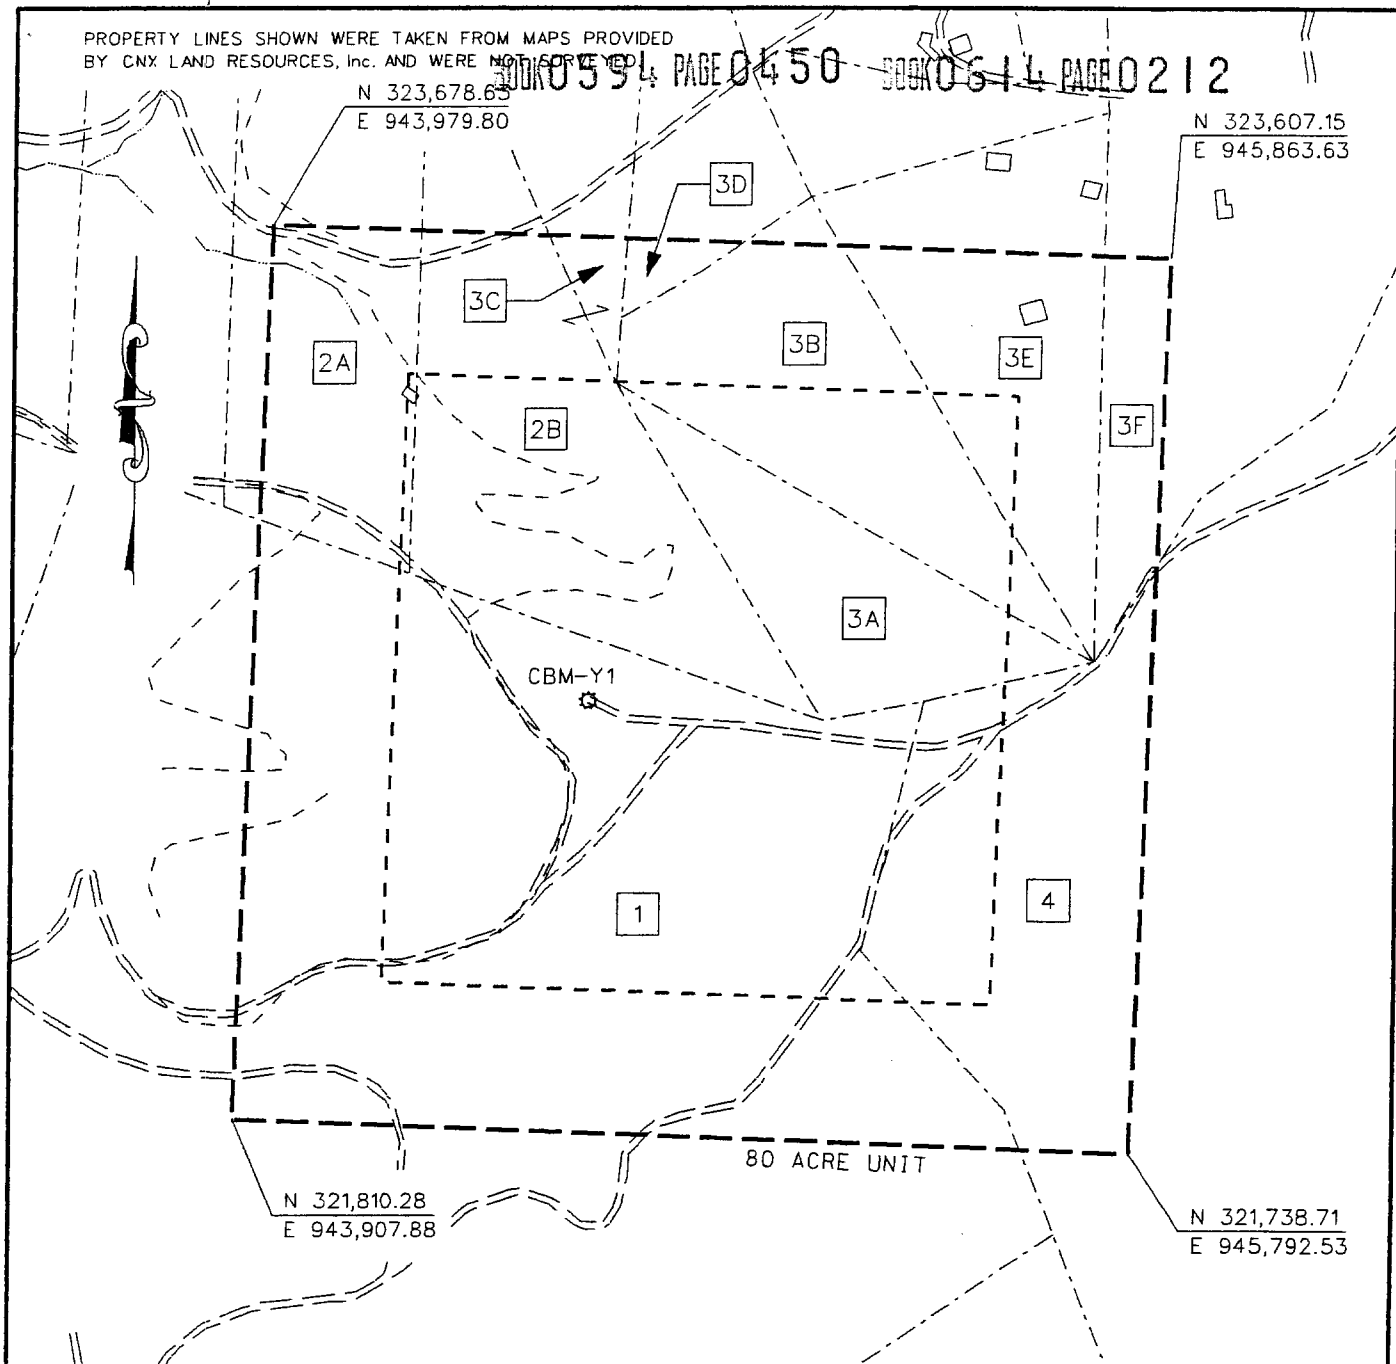 PROPERTY LINES SHOWN WERE TAKEN FROM MAPS PROVIDED
BY CNX LAND RESOURCES, Inc. AND WERE NOT SURVEYED.
BOOK 0594 PAGE 0450 BOOK 0614 PAGE 0212
N 323,678.63
E 943,979.80
N 323,607.15
E 945,863.63
3D
3C
2A
3B
3E
2B
3F
3A
CBM-Y1
1
4
80 ACRE UNIT
N 321,810.28
E 943,907.88
N 321,738.71
E 945,792.53